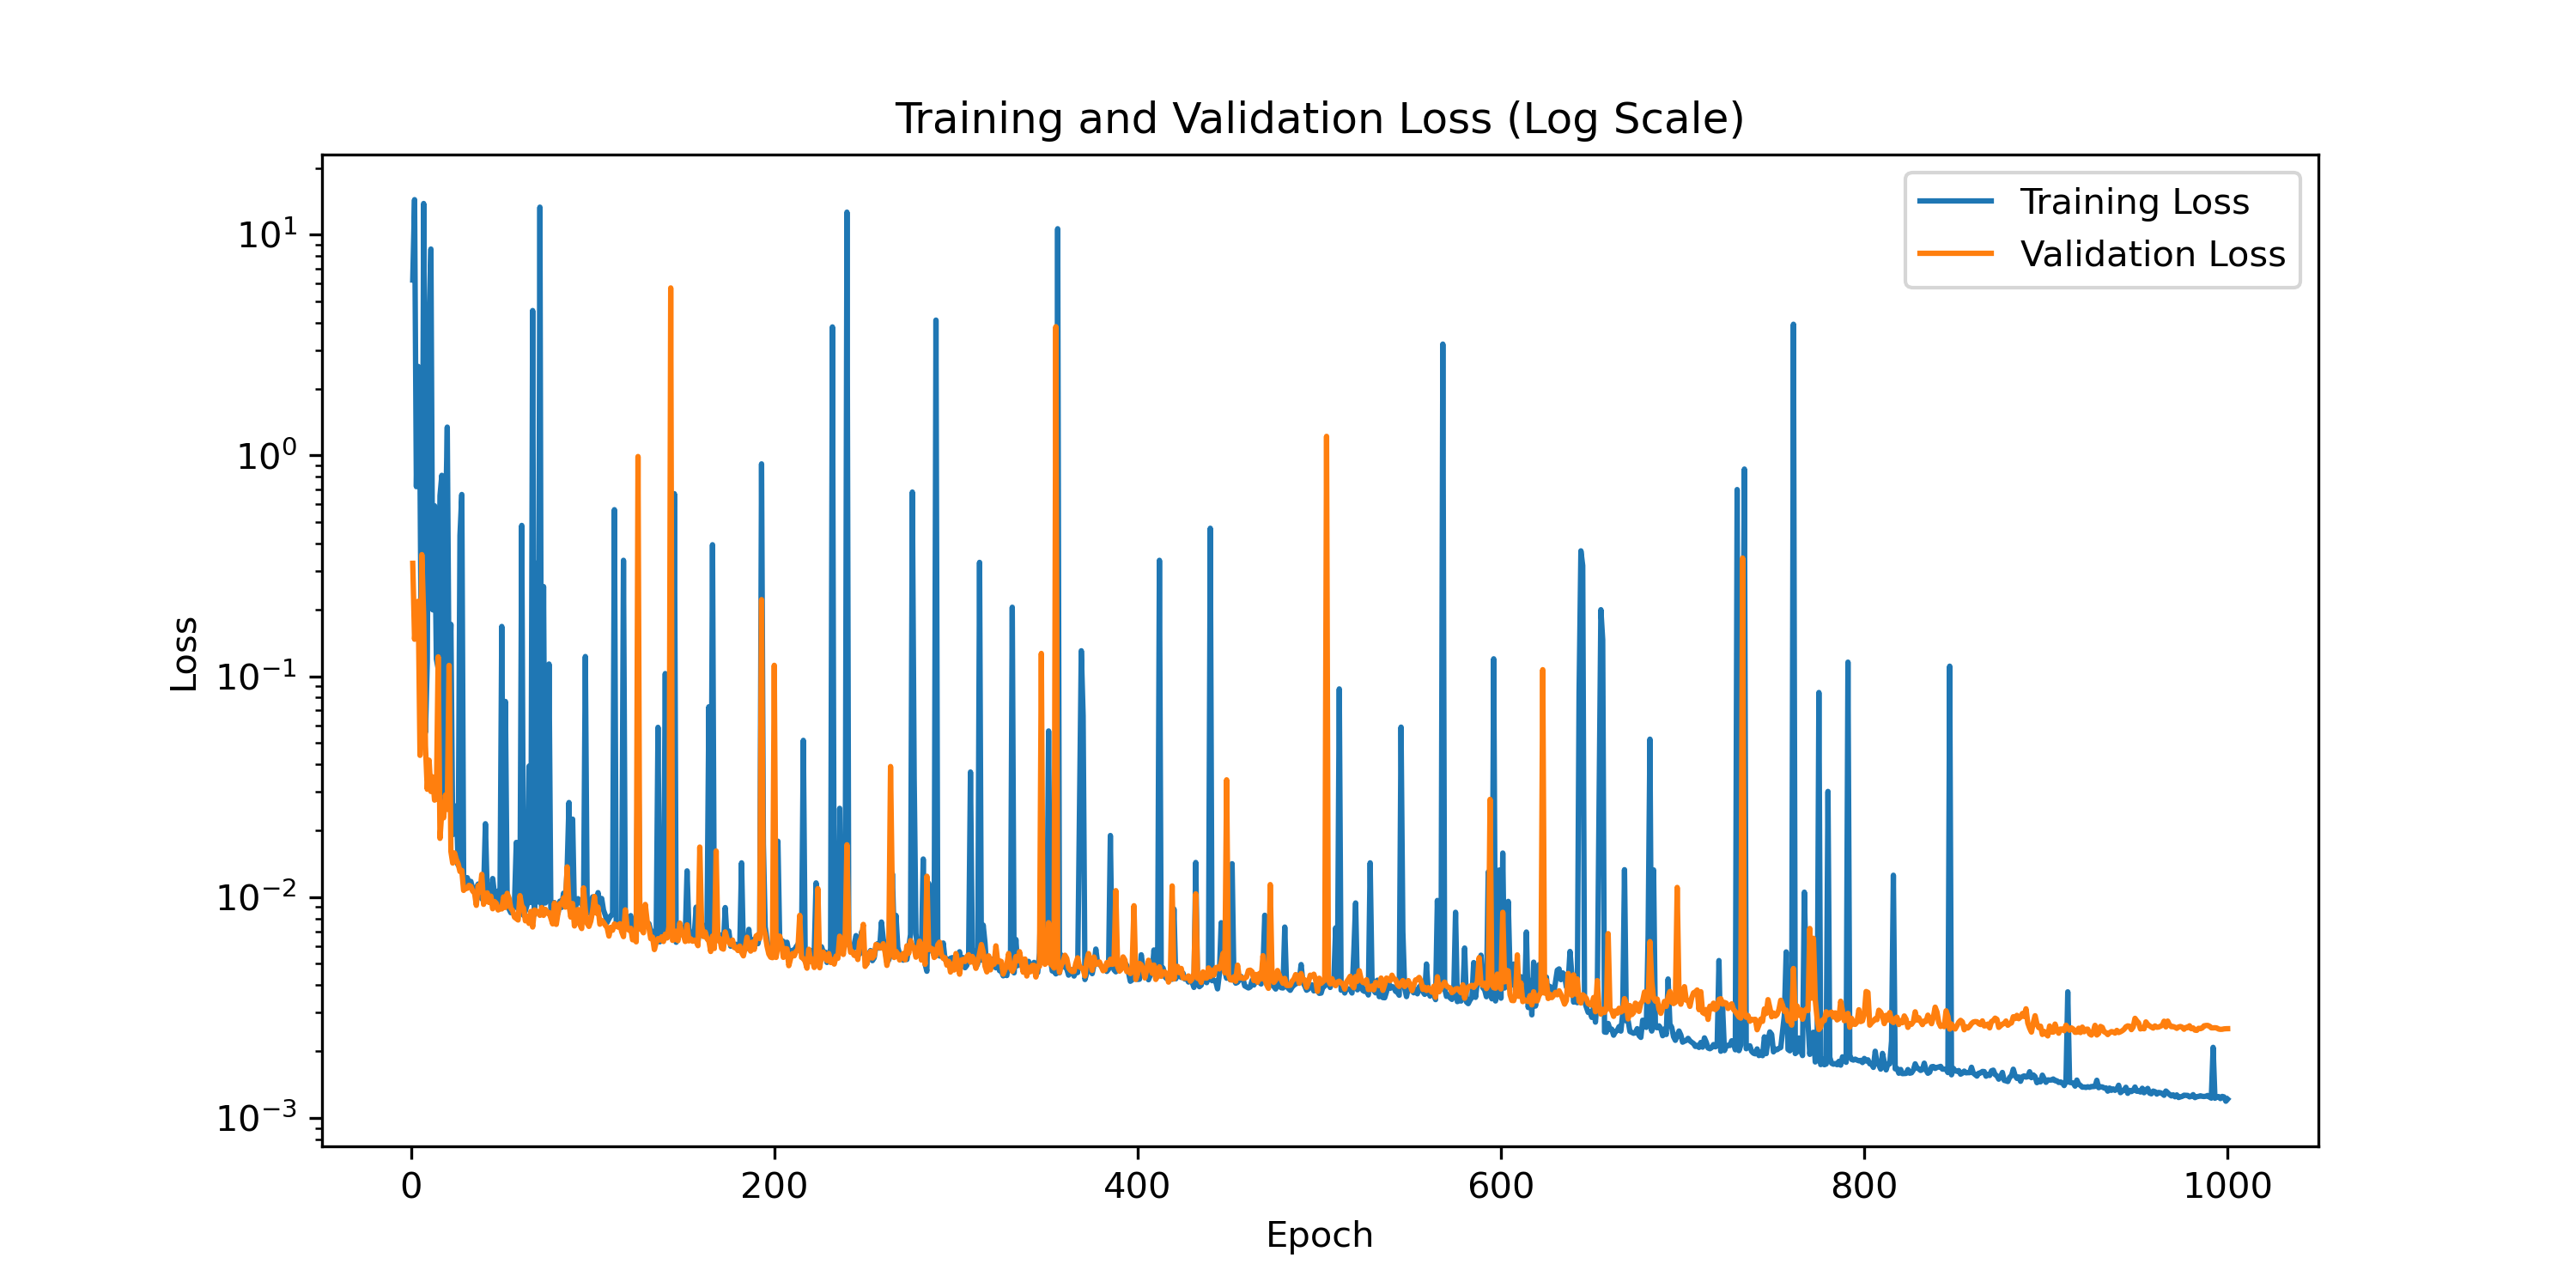 Training and Validation Loss (Log Scale)
Training Loss
Validation Loss
10¹
10⁰
10⁻¹
10⁻²
10⁻³
Loss
0 200 400 600 800 1000
Epoch